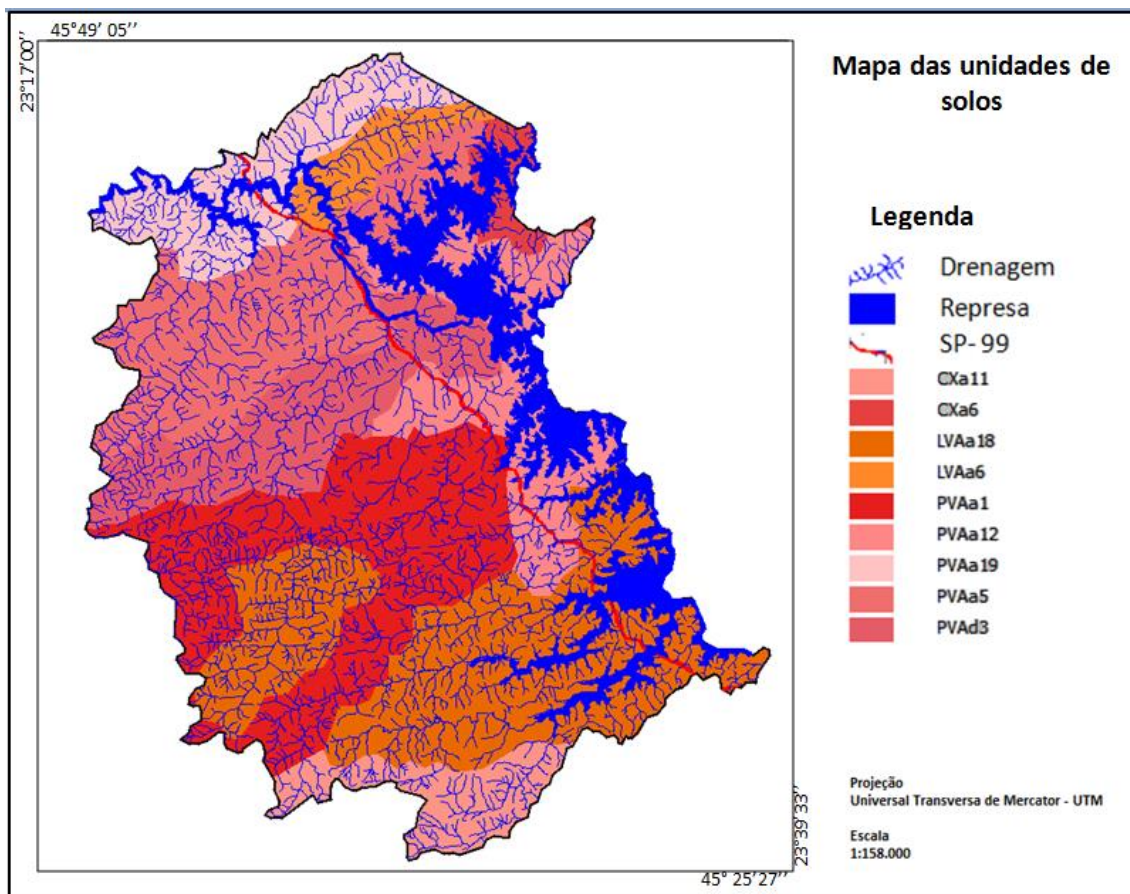 45°49' 05''
23°17'00''
Mapa das unidades de
solos
Legenda
Drenagem
Represa
SP-99
CXa11
CXa6
LVAa18
LVAa6
PVAa1
PVAa12
PVAa19
PVAa5
PVAd3
Projeção
Universal Transversa de Mercator - UTM
Escala
1:158.000
23°39'33''
45° 25'27''